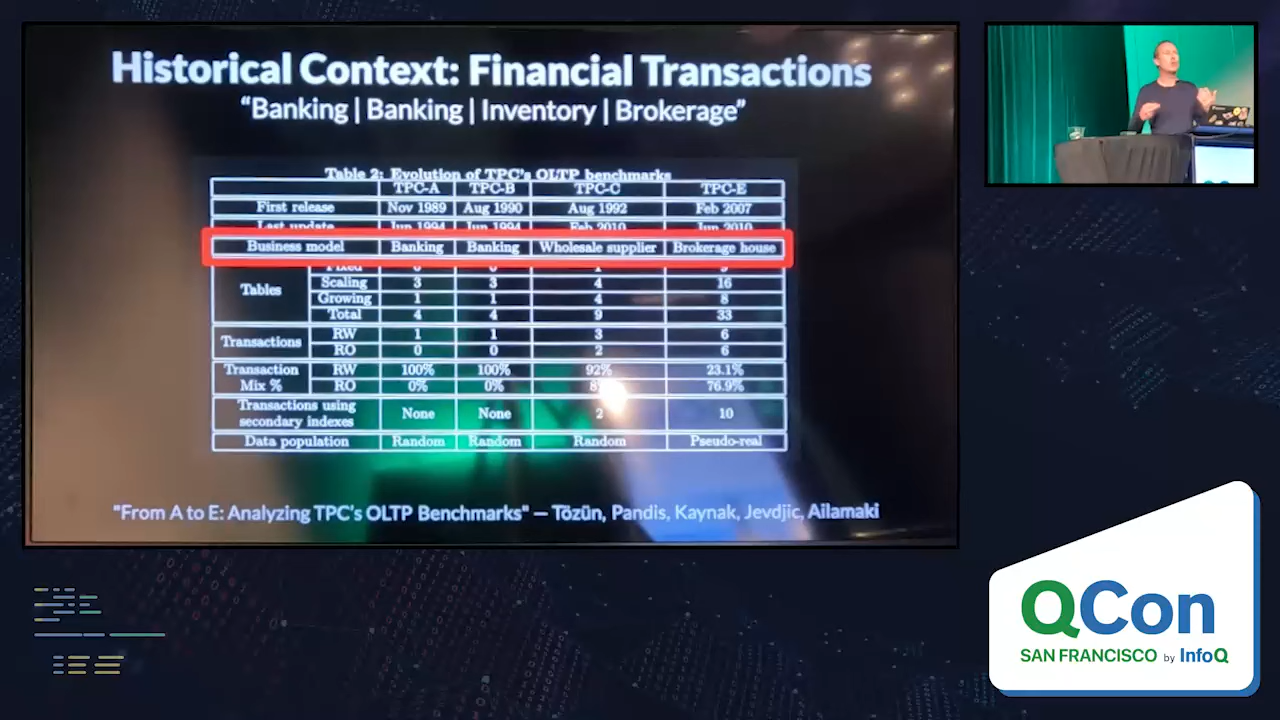 Historical Context: Financial Transactions
“Banking | Banking | Inventory | Brokerage”
Table 2: Evolution of TPC's OLTP benchmarks
TPC-A TPC-B TPC-C TPC-E
First release Nov 1989 Aug 1990 Aug 1992 Feb 2007
Last update Jun 1994 Jun 1994 Feb 2010 Jun 2010
Business model Banking Banking Wholesale supplier Brokerage house
Tables
Fixed 0 0 1 9
Scaling 3 3 4 16
Growing 1 1 4 8
Total 4 4 9 33
Transactions
RW 1 1 3 6
RO 0 0 2 6
Transaction Mix %
RW 100% 100% 92% 23.1%
RO 0% 0% 8% 76.9%
Transactions using
secondary indexes None None 2 10
Data population Random Random Random Pseudo-real
"From A to E: Analyzing TPC's OLTP Benchmarks" — Tözün, Pandis, Kaynak, Jevdjic, Ailamaki
QCon
SAN FRANCISCO by InfoQ